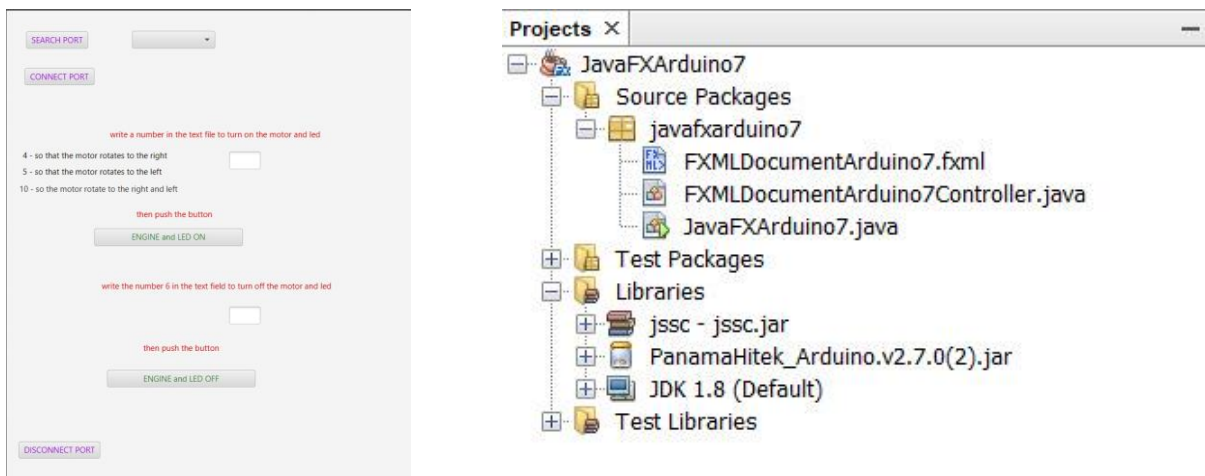 SEARCH PORT
CONNECT PORT
write a number in the text file to turn on the motor and led
4 - so that the motor rotates to the right
5 - so that the motor rotates to the left
10 - so the motor rotate to the right and left
then push the button
ENGINE and LED ON
write the number 6 in the text field to turn off the motor and led
then push the button
ENGINE and LED OFF
DISCONNECT PORT
Projects
JavaFXArduino7
Source Packages
javafxarduino7
FXMLDocumentArduino7.fxml
FXMLDocumentArduino7Controller.java
JavaFXArduino7.java
Test Packages
Libraries
jssc - jssc.jar
PanamaHitek_Arduino.v2.7.0(2).jar
JDK 1.8 (Default)
Test Libraries